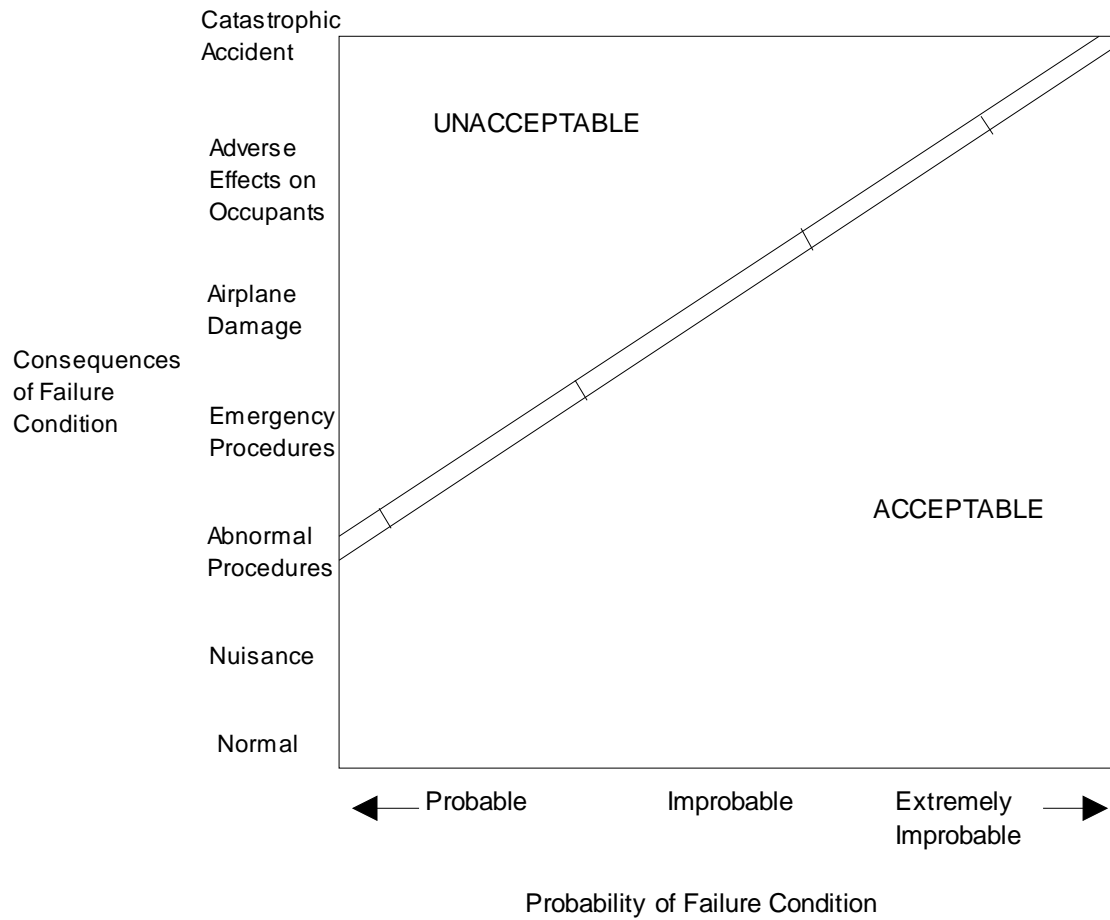 Catastrophic
Accident
UNACCEPTABLE
Adverse
Effects on
Occupants
Airplane
Damage
Consequences
of Failure
Condition
Emergency
Procedures
ACCEPTABLE
Abnormal
Procedures
Nuisance
Normal
Probable
Improbable
Extremely
Improbable
Probability of Failure Condition